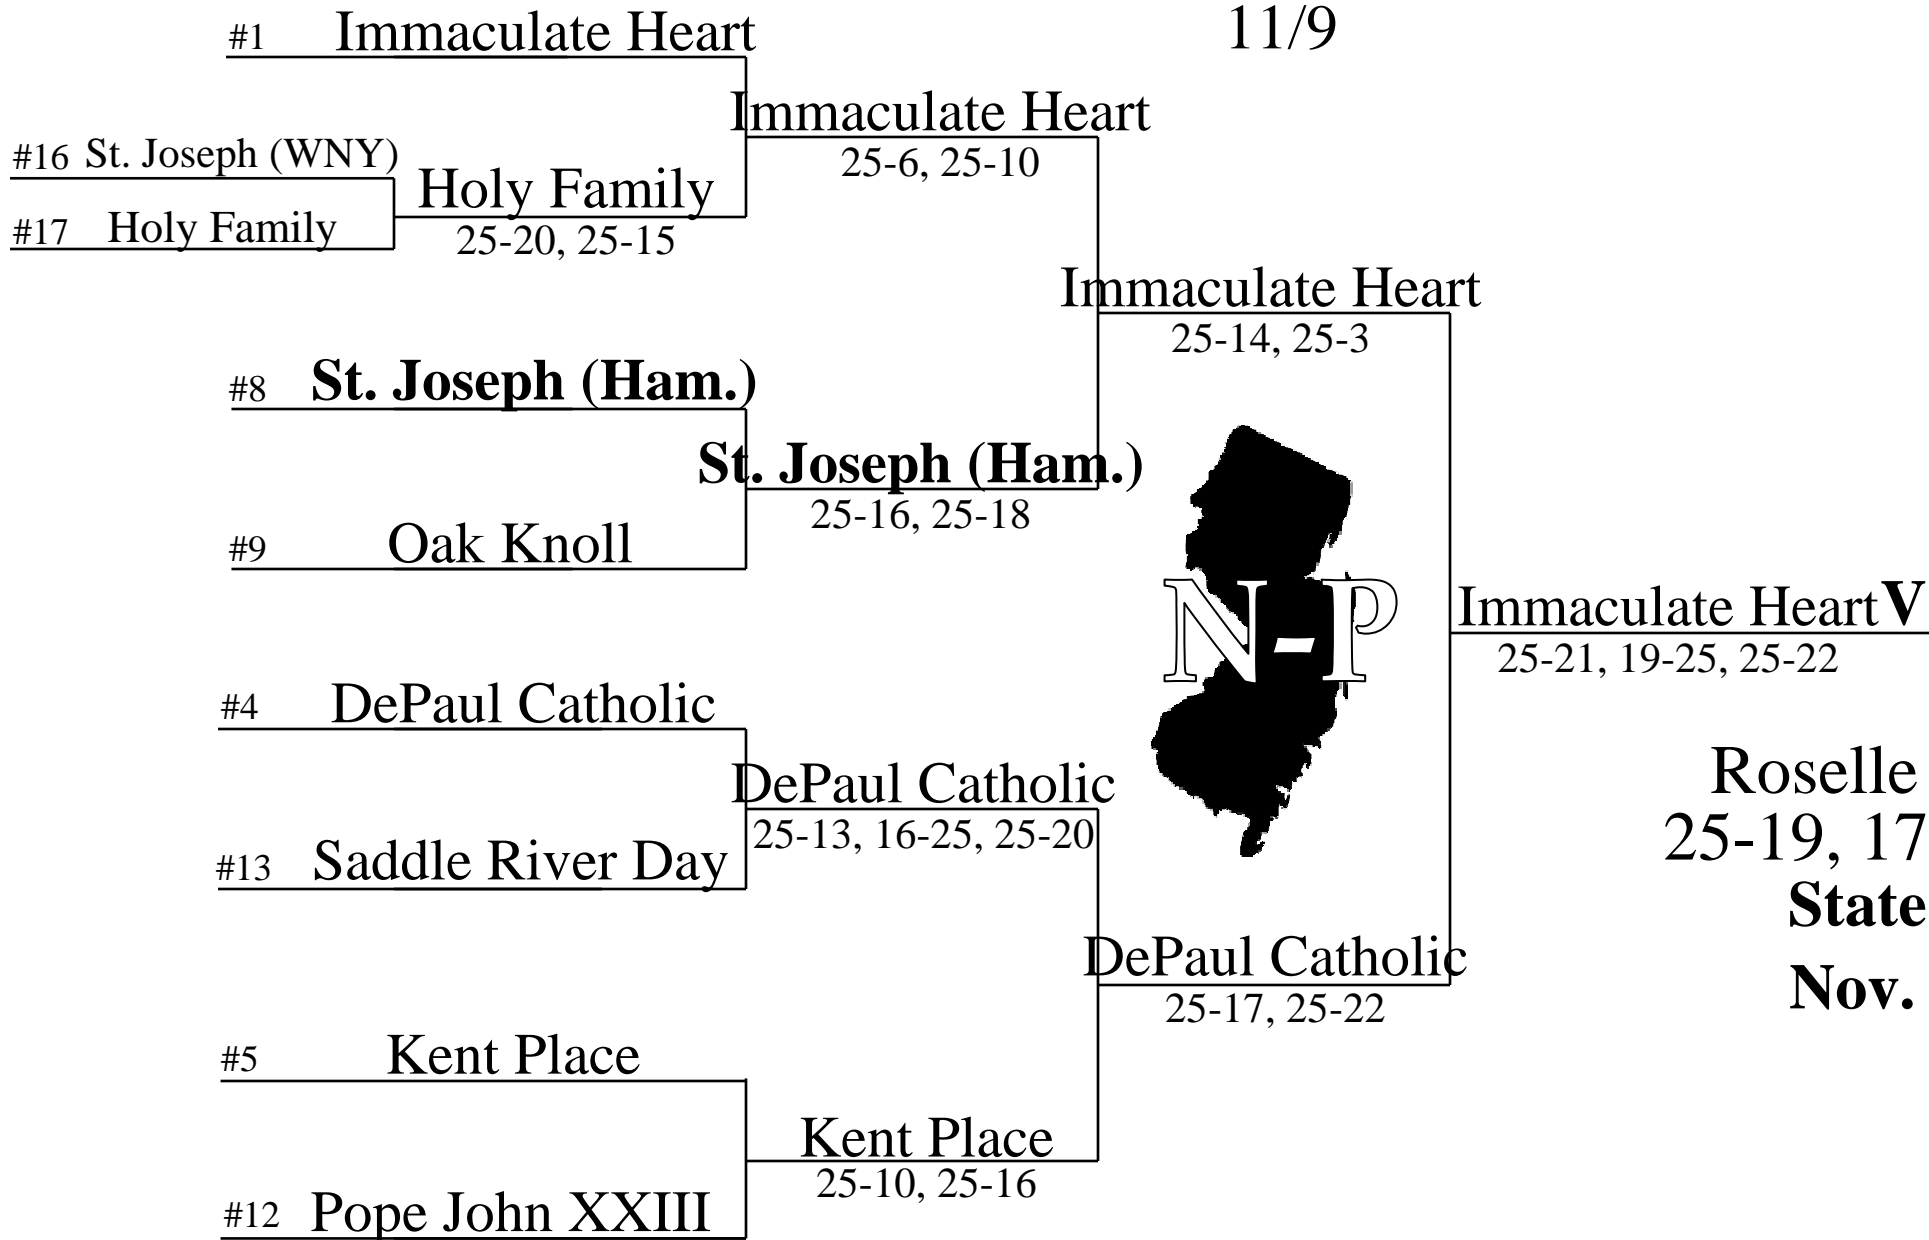 #1 Immaculate Heart
11/9
Immaculate Heart
25-6, 25-10
#16 St. Joseph (WNY)
Holy Family
#17 Holy Family
25-20, 25-15
Immaculate Heart
25-14, 25-3
#8 St. Joseph (Ham.)
St. Joseph (Ham.)
25-16, 25-18
#9 Oak Knoll
N-P
Immaculate Heart V
25-21, 19-25, 25-22
#4 DePaul Catholic
DePaul Catholic
25-13, 16-25, 25-20
#13 Saddle River Day
Roselle
25-19, 17
State
Nov.
DePaul Catholic
25-17, 25-22
#5 Kent Place
Kent Place
25-10, 25-16
#12 Pope John XXIII